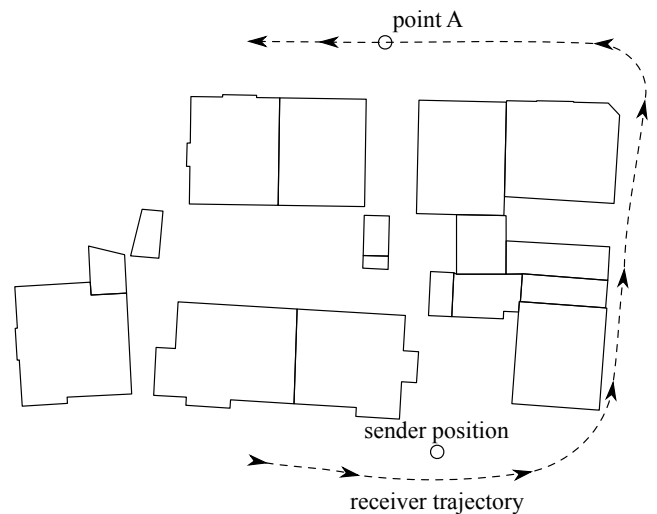 point A
sender position
receiver trajectory